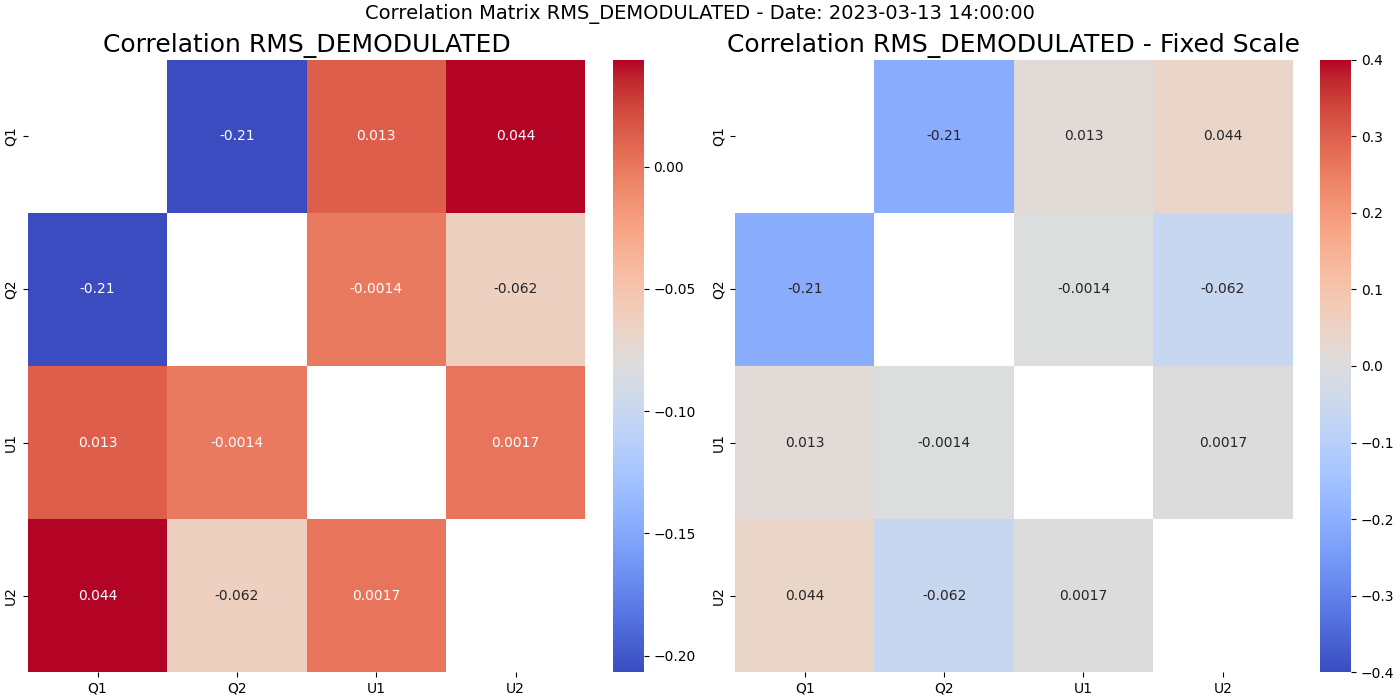 Correlation Matrix RMS_DEMODULATED - Date: 2023-03-13 14:00:00
Correlation RMS_DEMODULATED
Q1 -0.21 0.013 0.044
Q2 -0.21 -0.0014 -0.062
U1 0.013 -0.0014 0.0017
U2 0.044 -0.062 0.0017
Q1 Q2 U1 U2
0.00
−0.05
−0.10
−0.15
−0.20
Correlation RMS_DEMODULATED - Fixed Scale
Q1 -0.21 0.013 0.044
Q2 -0.21 -0.0014 -0.062
U1 0.013 -0.0014 0.0017
U2 0.044 -0.062 0.0017
Q1 Q2 U1 U2
0.4
0.3
0.2
0.1
0.0
−0.1
−0.2
−0.3
−0.4